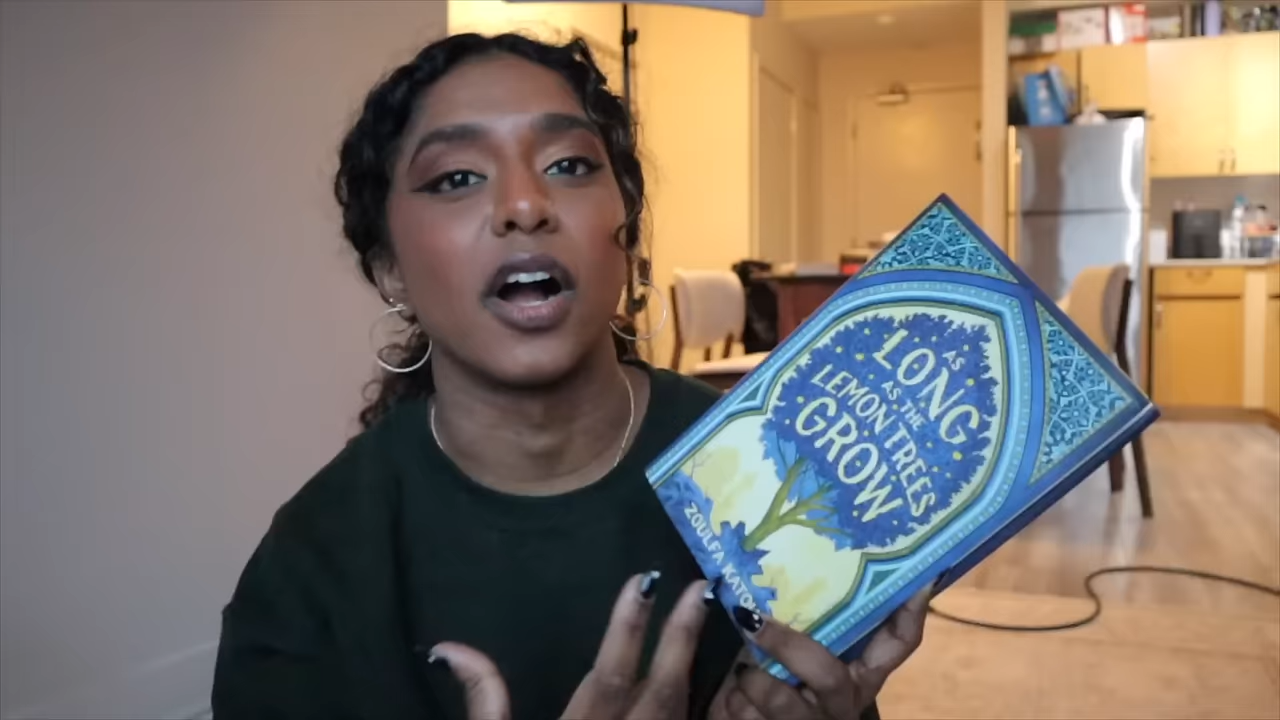 AS
LONG
AS THE
LEMON TREES
GROW
ZOULFA KATO